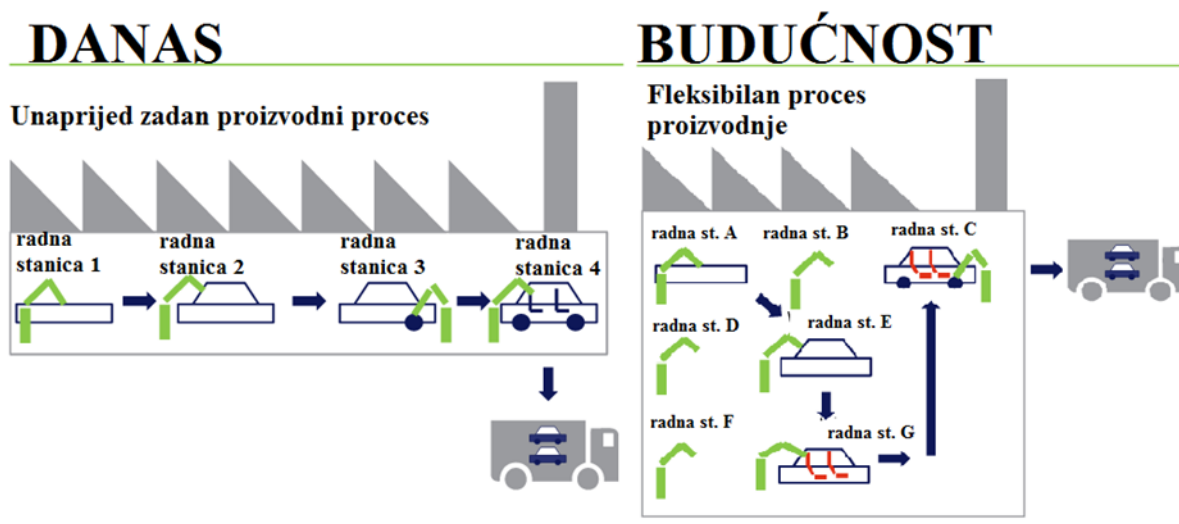 DANAS
Unaprijed zadan proizvodni proces
radna
stanica 1
radna
stanica 2
radna
stanica 3
radna
stanica 4
BUDUĆNOST
Fleksibilan proces
proizvodnje
radna st. A
radna st. B
radna st. C
radna st. D
radna st. E
radna st. F
radna st. G